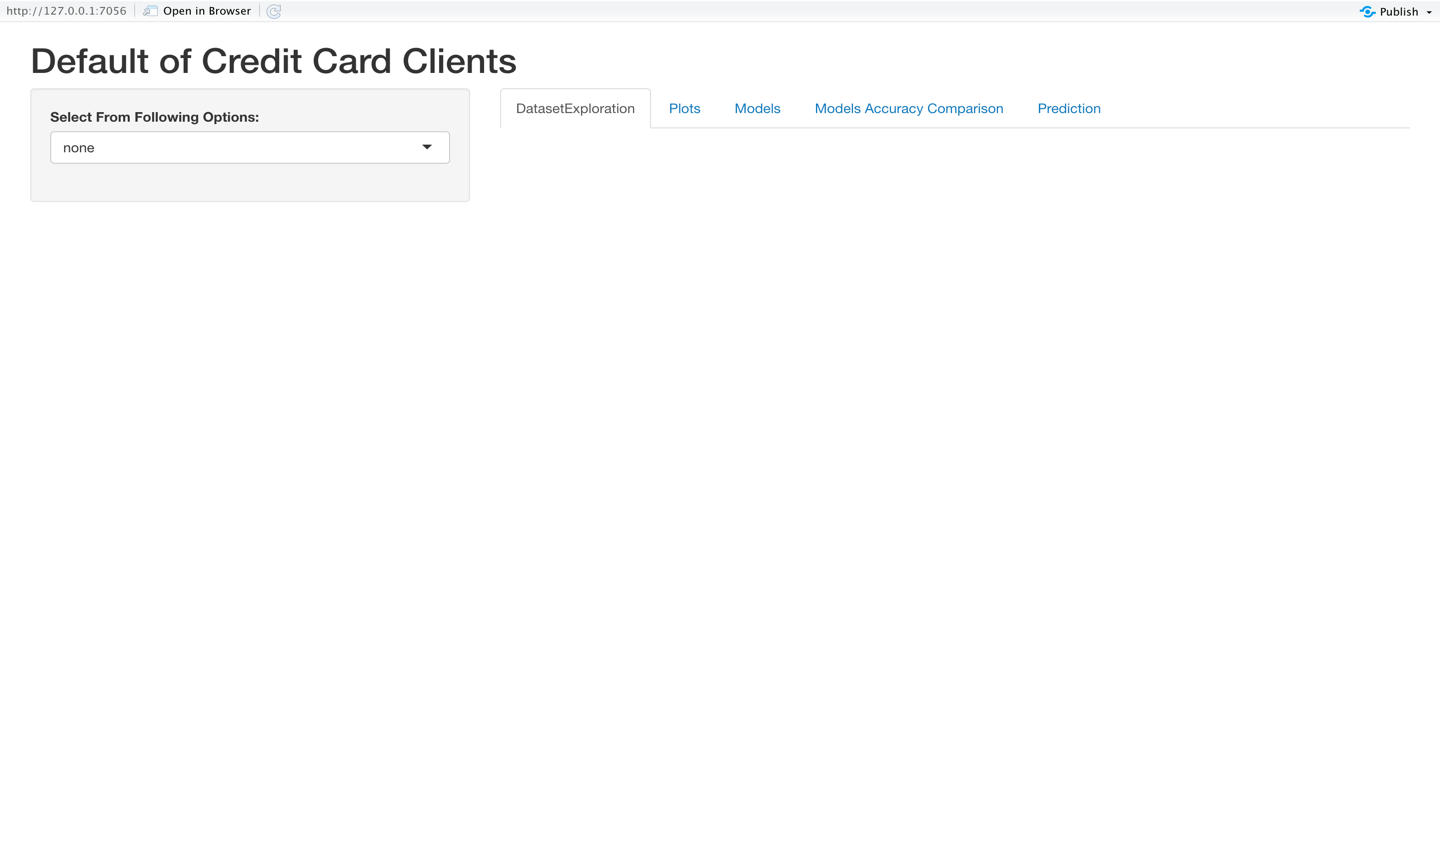 http://127.0.0.1:7056 Open in Browser Publish
Default of Credit Card Clients
Select From Following Options:
none
DatasetExploration Plots Models Models Accuracy Comparison Prediction